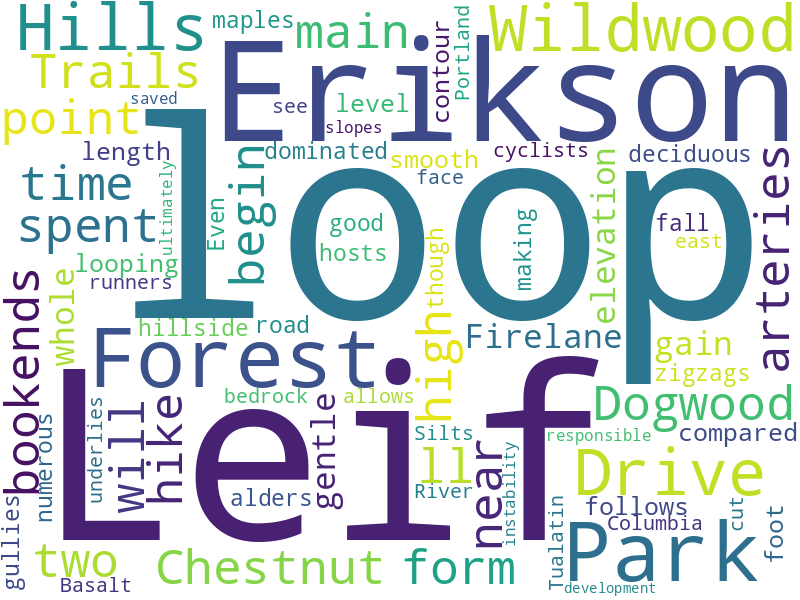 Hills
maples
main
Wildwood
Trails
Erikson
contour
Portland
saved
point
see
level
slopes
length
dominated
smooth
face
cyclists
deciduous
time
spent
ultimately
Even
begin
loop
good
hosts
though
making
elevation
fall
east
arteries
looping
runners
whole
hillside
road
Forest
high
Firelane
gain
zigzags
bookends
numerous
underlies
will
hike
bedrock
allows
gentle
Leif
Silts
ll
River
near
instability
responsible
Dogwood
compared
Drive
alders
follows
Columbia
cut
foot
gullies
two
Basalt
Chestnut
form
Tualatin
Park
development